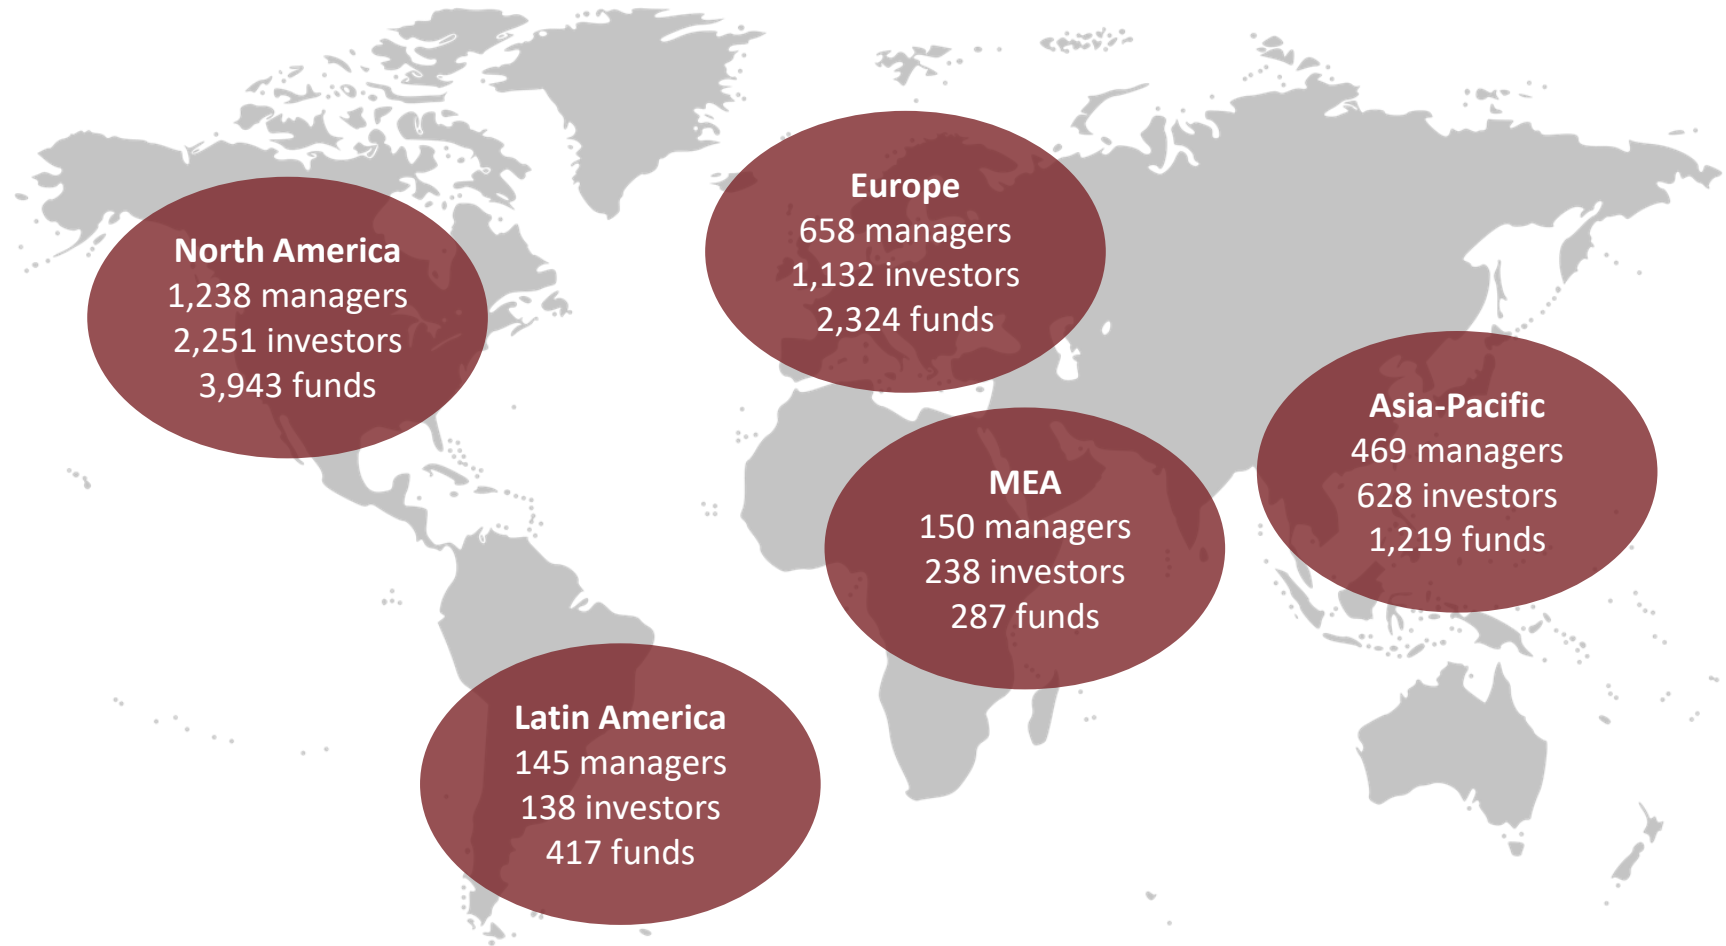 North America
1,238 managers
2,251 investors
3,943 funds
Europe
658 managers
1,132 investors
2,324 funds
Asia-Pacific
469 managers
628 investors
1,219 funds
MEA
150 managers
238 investors
287 funds
Latin America
145 managers
138 investors
417 funds